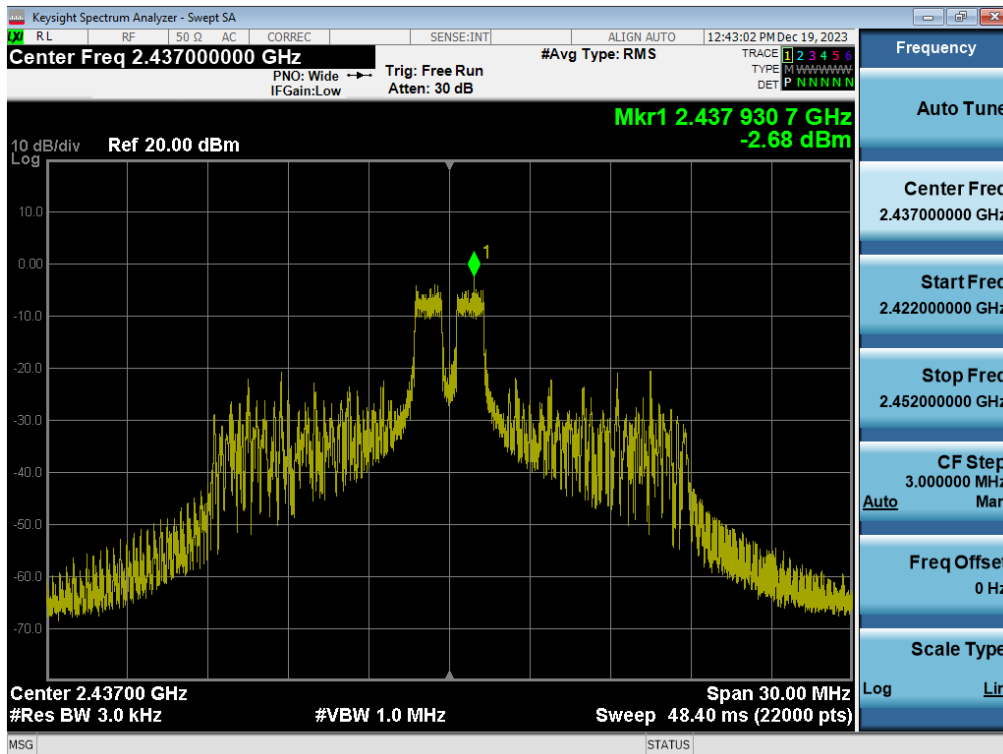 Keysight Spectrum Analyzer - Swept SA
LXI RL RF 50 Ω AC CORREC SENSE:INT ALIGN AUTO 12:43:02 PM Dec 19, 2023
Center Freq 2.437000000 GHz
PNO: Wide
IFGain:Low
Trig: Free Run
Atten: 30 dB
#Avg Type: RMS
TRACE 1 2 3 4 5 6
TYPE M WWWWW
DET P N N N N N
Mkr1 2.437 930 7 GHz
-2.68 dBm
10 dB/div Ref 20.00 dBm
Log
10.0
0.00
-10.0
-20.0
-30.0
-40.0
-50.0
-60.0
-70.0
1
Center 2.43700 GHz Span 30.00 MHz
#Res BW 3.0 kHz #VBW 1.0 MHz Sweep 48.40 ms (22000 pts)
MSG STATUS
Frequency
Auto Tune
Center Freq
2.437000000 GHz
Start Freq
2.422000000 GHz
Stop Freq
2.452000000 GHz
CF Step
3.000000 MHz
Auto Man
Freq Offset
0 Hz
Scale Type
Log Lin